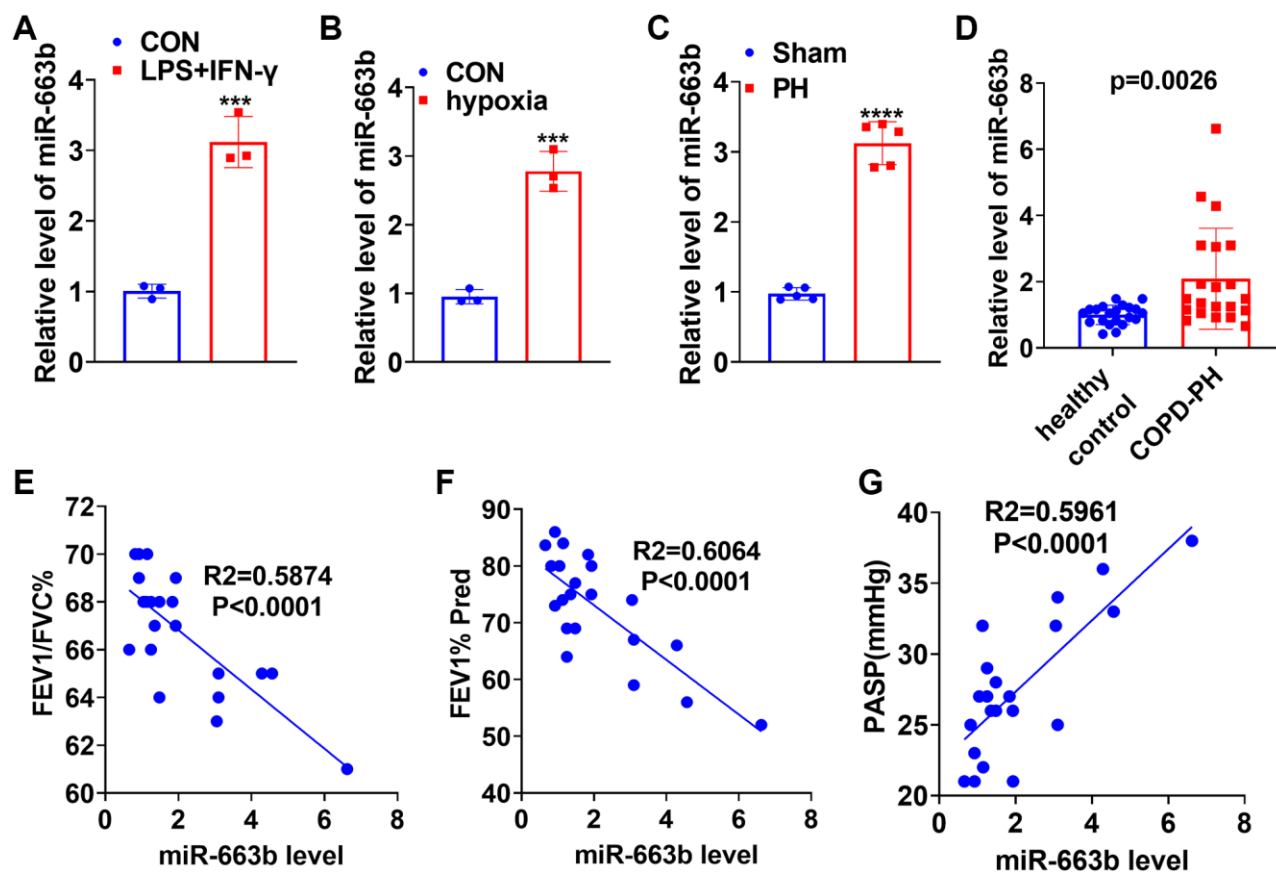 A
CON
LPS+IFN-γ
***
Relative level of miR-663b
4
3
2
1
0
B
CON
hypoxia
***
Relative level of miR-663b
4
3
2
1
0
C
Sham
PH
****
Relative level of miR-663b
4
3
2
1
0
D
p=0.0026
Relative level of miR-663b
8
6
4
2
0
healthy
control
COPD-PH
E
R2=0.5874
P<0.0001
FEV1/FVC%
72
70
68
66
64
62
60
0 2 4 6 8
miR-663b level
F
R2=0.6064
P<0.0001
FEV1% Pred
90
80
70
60
50
40
0 2 4 6 8
miR-663b level
G
R2=0.5961
P<0.0001
PASP(mmHg)
40
35
30
25
20
0 2 4 6 8
miR-663b level